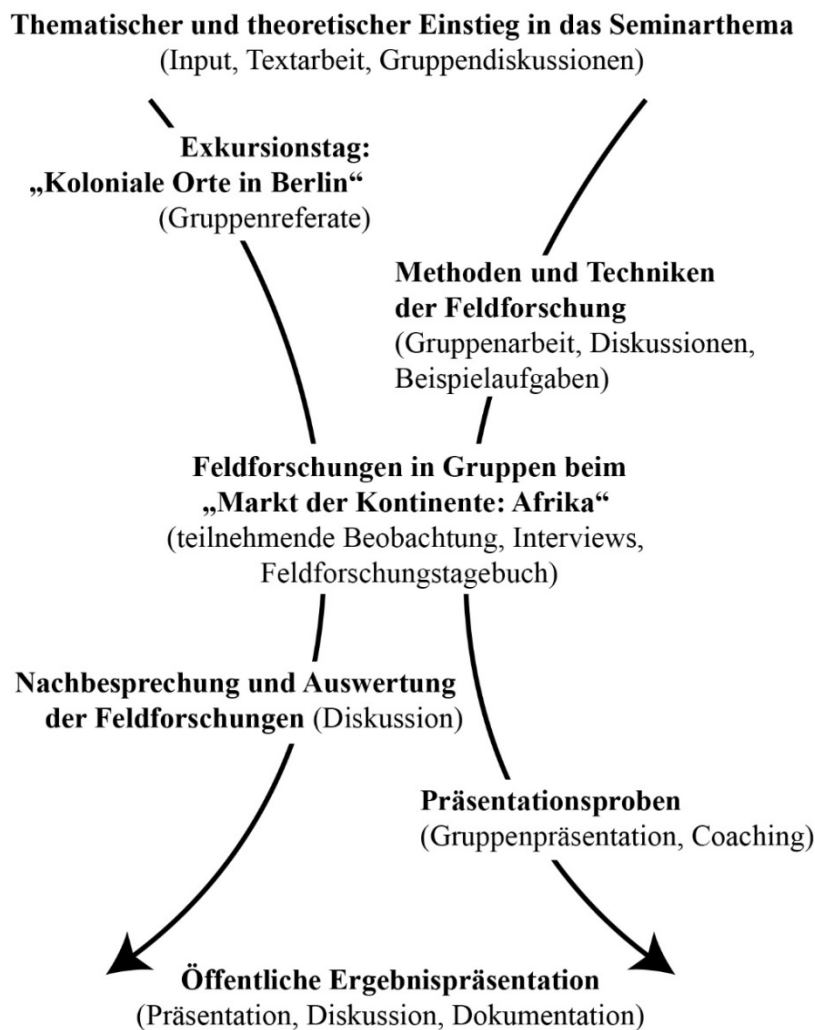 Thematischer und theoretischer Einstieg in das Seminarthema
(Input, Textarbeit, Gruppendiskussionen)
Exkursionstag:
„Koloniale Orte in Berlin“
(Gruppenreferate)
Methoden und Techniken
der Feldforschung
(Gruppenarbeit, Diskussionen,
Beispielaufgaben)
Feldforschungen in Gruppen beim
„Markt der Kontinente: Afrika“
(teilnehmende Beobachtung, Interviews,
Feldforschungstagebuch)
Nachbesprechung und Auswertung
der Feldforschungen (Diskussion)
Präsentationsproben
(Gruppenpräsentation, Coaching)
Öffentliche Ergebnispräsentation
(Präsentation, Diskussion, Dokumentation)